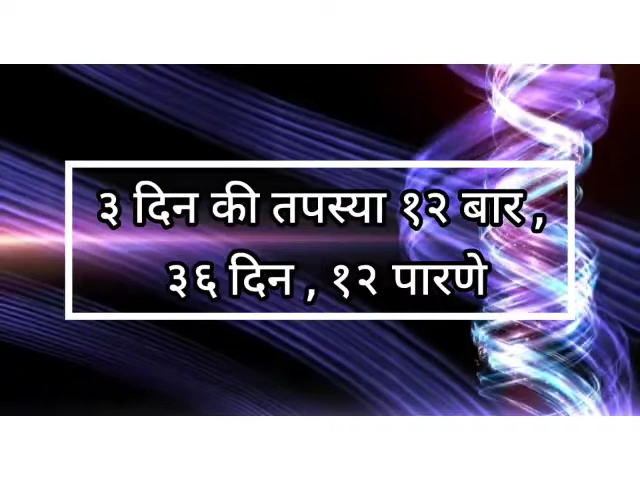 ३ दिन की तपस्या १२ बार ,
३६ दिन , १२ पारणे